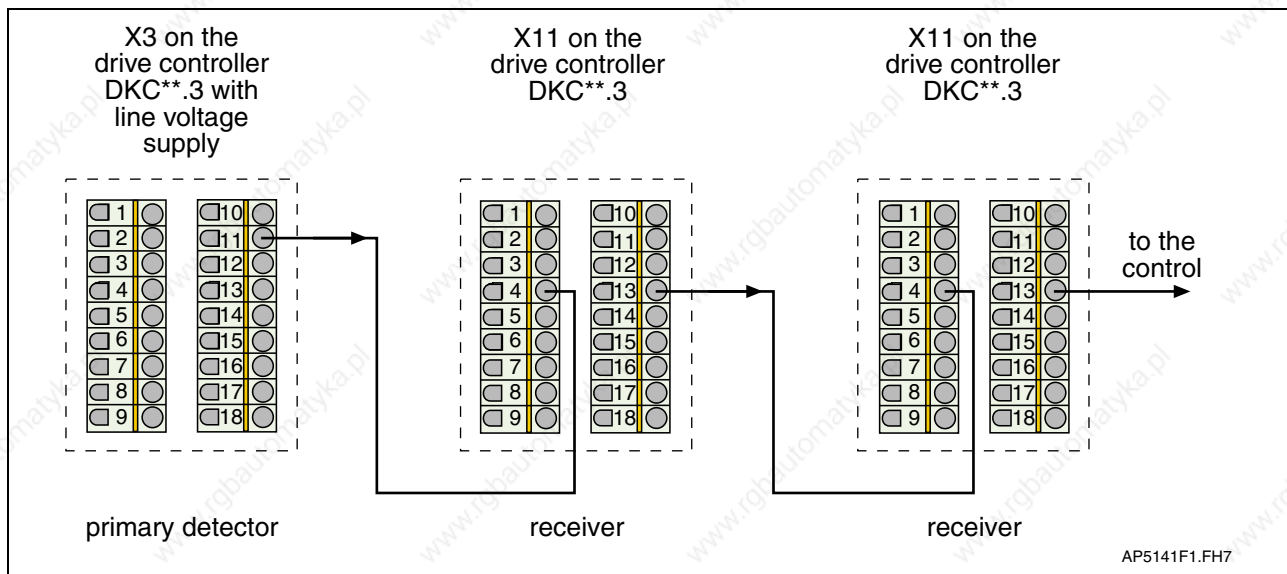 X3 on the
drive controller
DKC**.3 with
line voltage
supply
X11 on the
drive controller
DKC**.3
X11 on the
drive controller
DKC**.3
1 10
2 11
3 12
4 13
5 14
6 15
7 16
8 17
9 18
1 10
2 11
3 12
4 13
5 14
6 15
7 16
8 17
9 18
1 10
2 11
3 12
4 13
5 14
6 15
7 16
8 17
9 18
to the
control
primary detector
receiver
receiver
AP5141F1.FH7
www.rgbautomatyka.pl